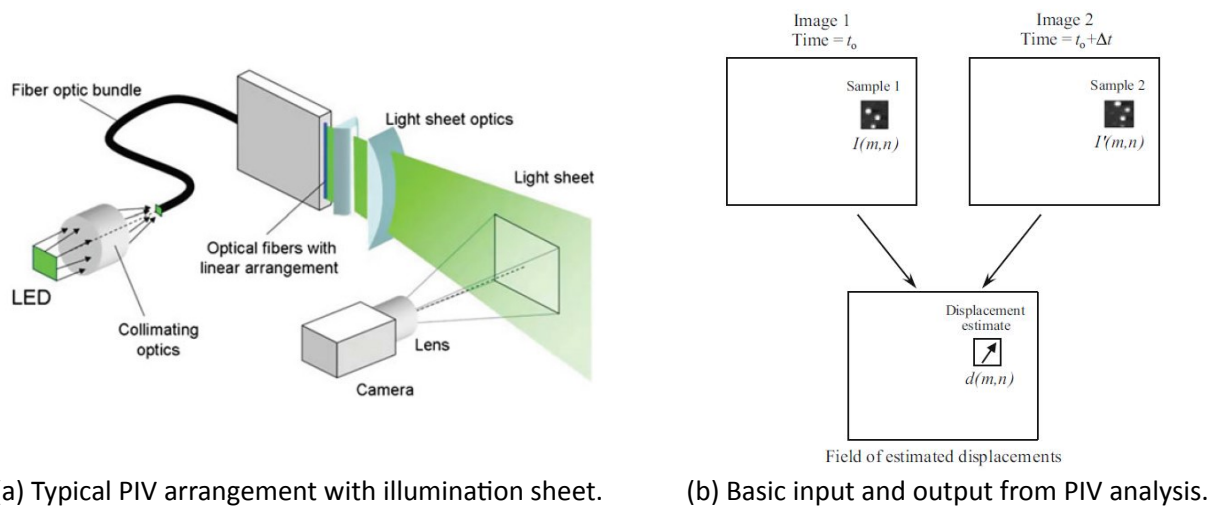 Fiber optic bundle
Light sheet optics
Light sheet
Optical fibers with
linear arrangement
LED
Collimating
optics
Lens
Camera
Image 1
Time = to
Image 2
Time = to+Δt
Sample 1
I(m,n)
Sample 2
I'(m,n)
Displacement
estimate
d(m,n)
Field of estimated displacements
a) Typical PIV arrangement with illumination sheet.
(b) Basic input and output from PIV analysis.